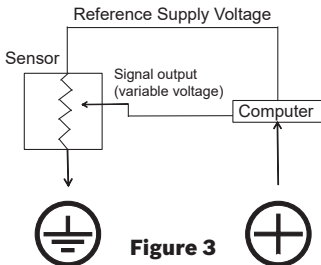 Reference Supply Voltage
Sensor
Signal output
(variable voltage)
Computer
Figure 3